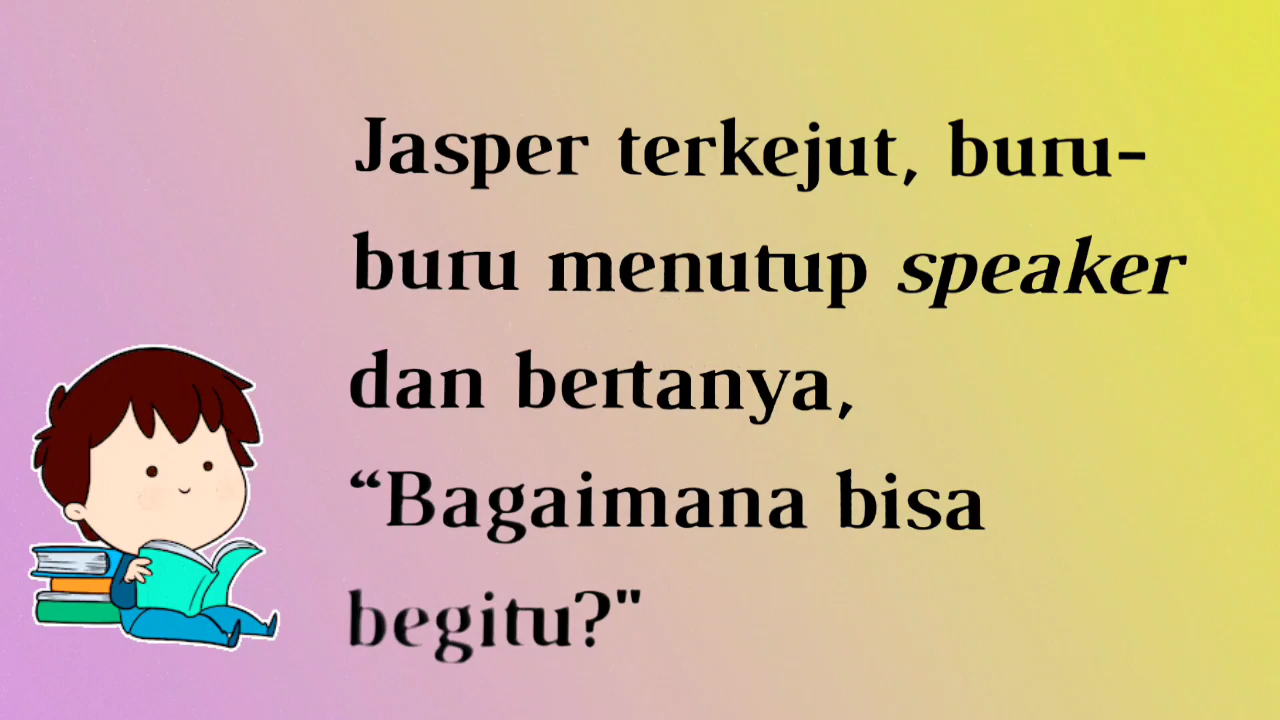 Jasper terkejut, buru-
buru menutup speaker
dan bertanya,
“Bagaimana bisa
begitu?"